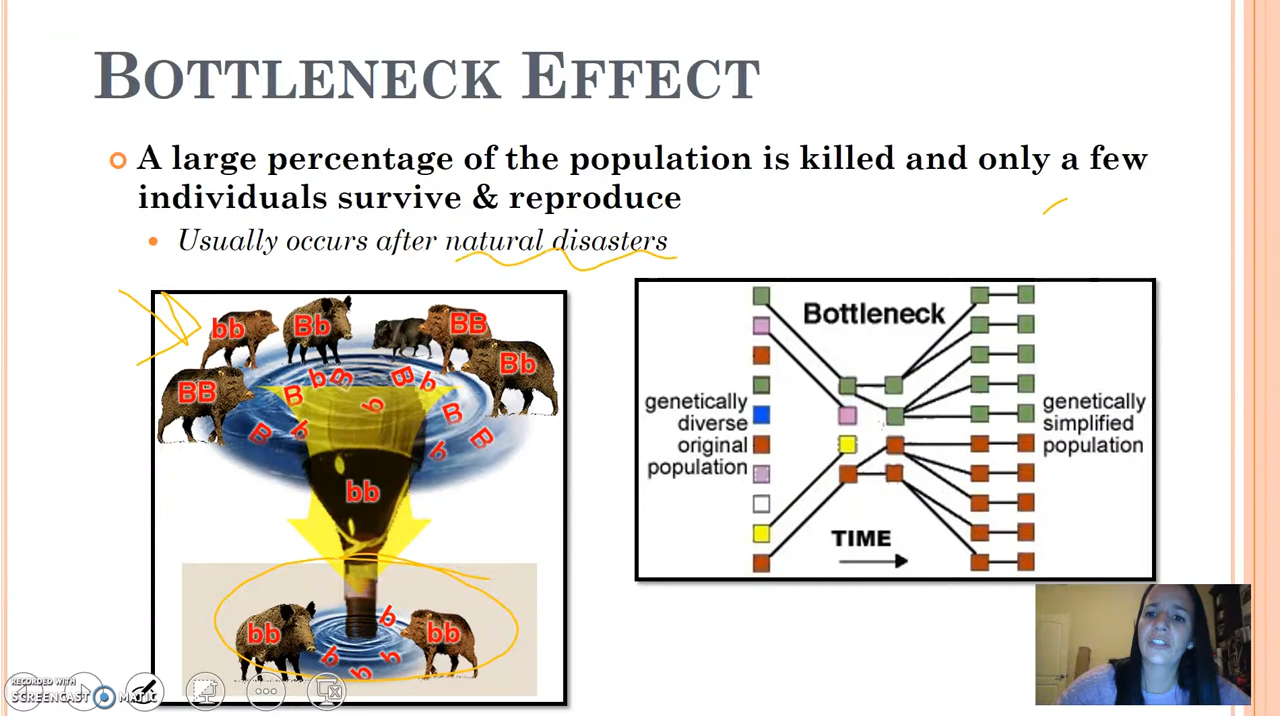 BOTTLENECK EFFECT
A large percentage of the population is killed and only a few
individuals survive & reproduce
Usually occurs after natural disasters
bb
Bb
BB
BB
Bb
B
b
B
B
b
b
B
B
b
B
b
bb
bb
b
bb
b
b
b
Bottleneck
genetically
diverse
original
population
genetically
simplified
population
TIME
RECORDED WITH
SCREENCAST MATIC